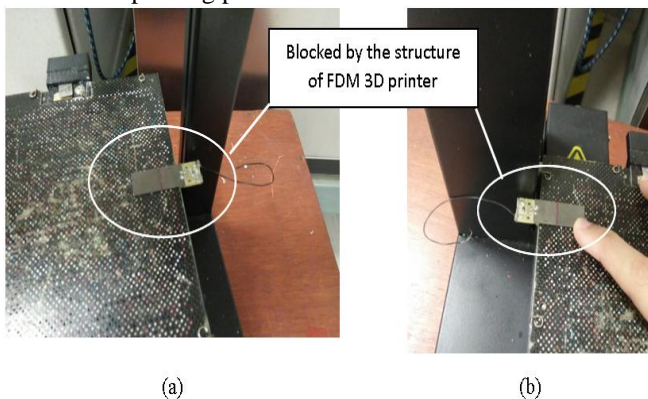 Blocked by the structure
of FDM 3D printer
(a)
(b)